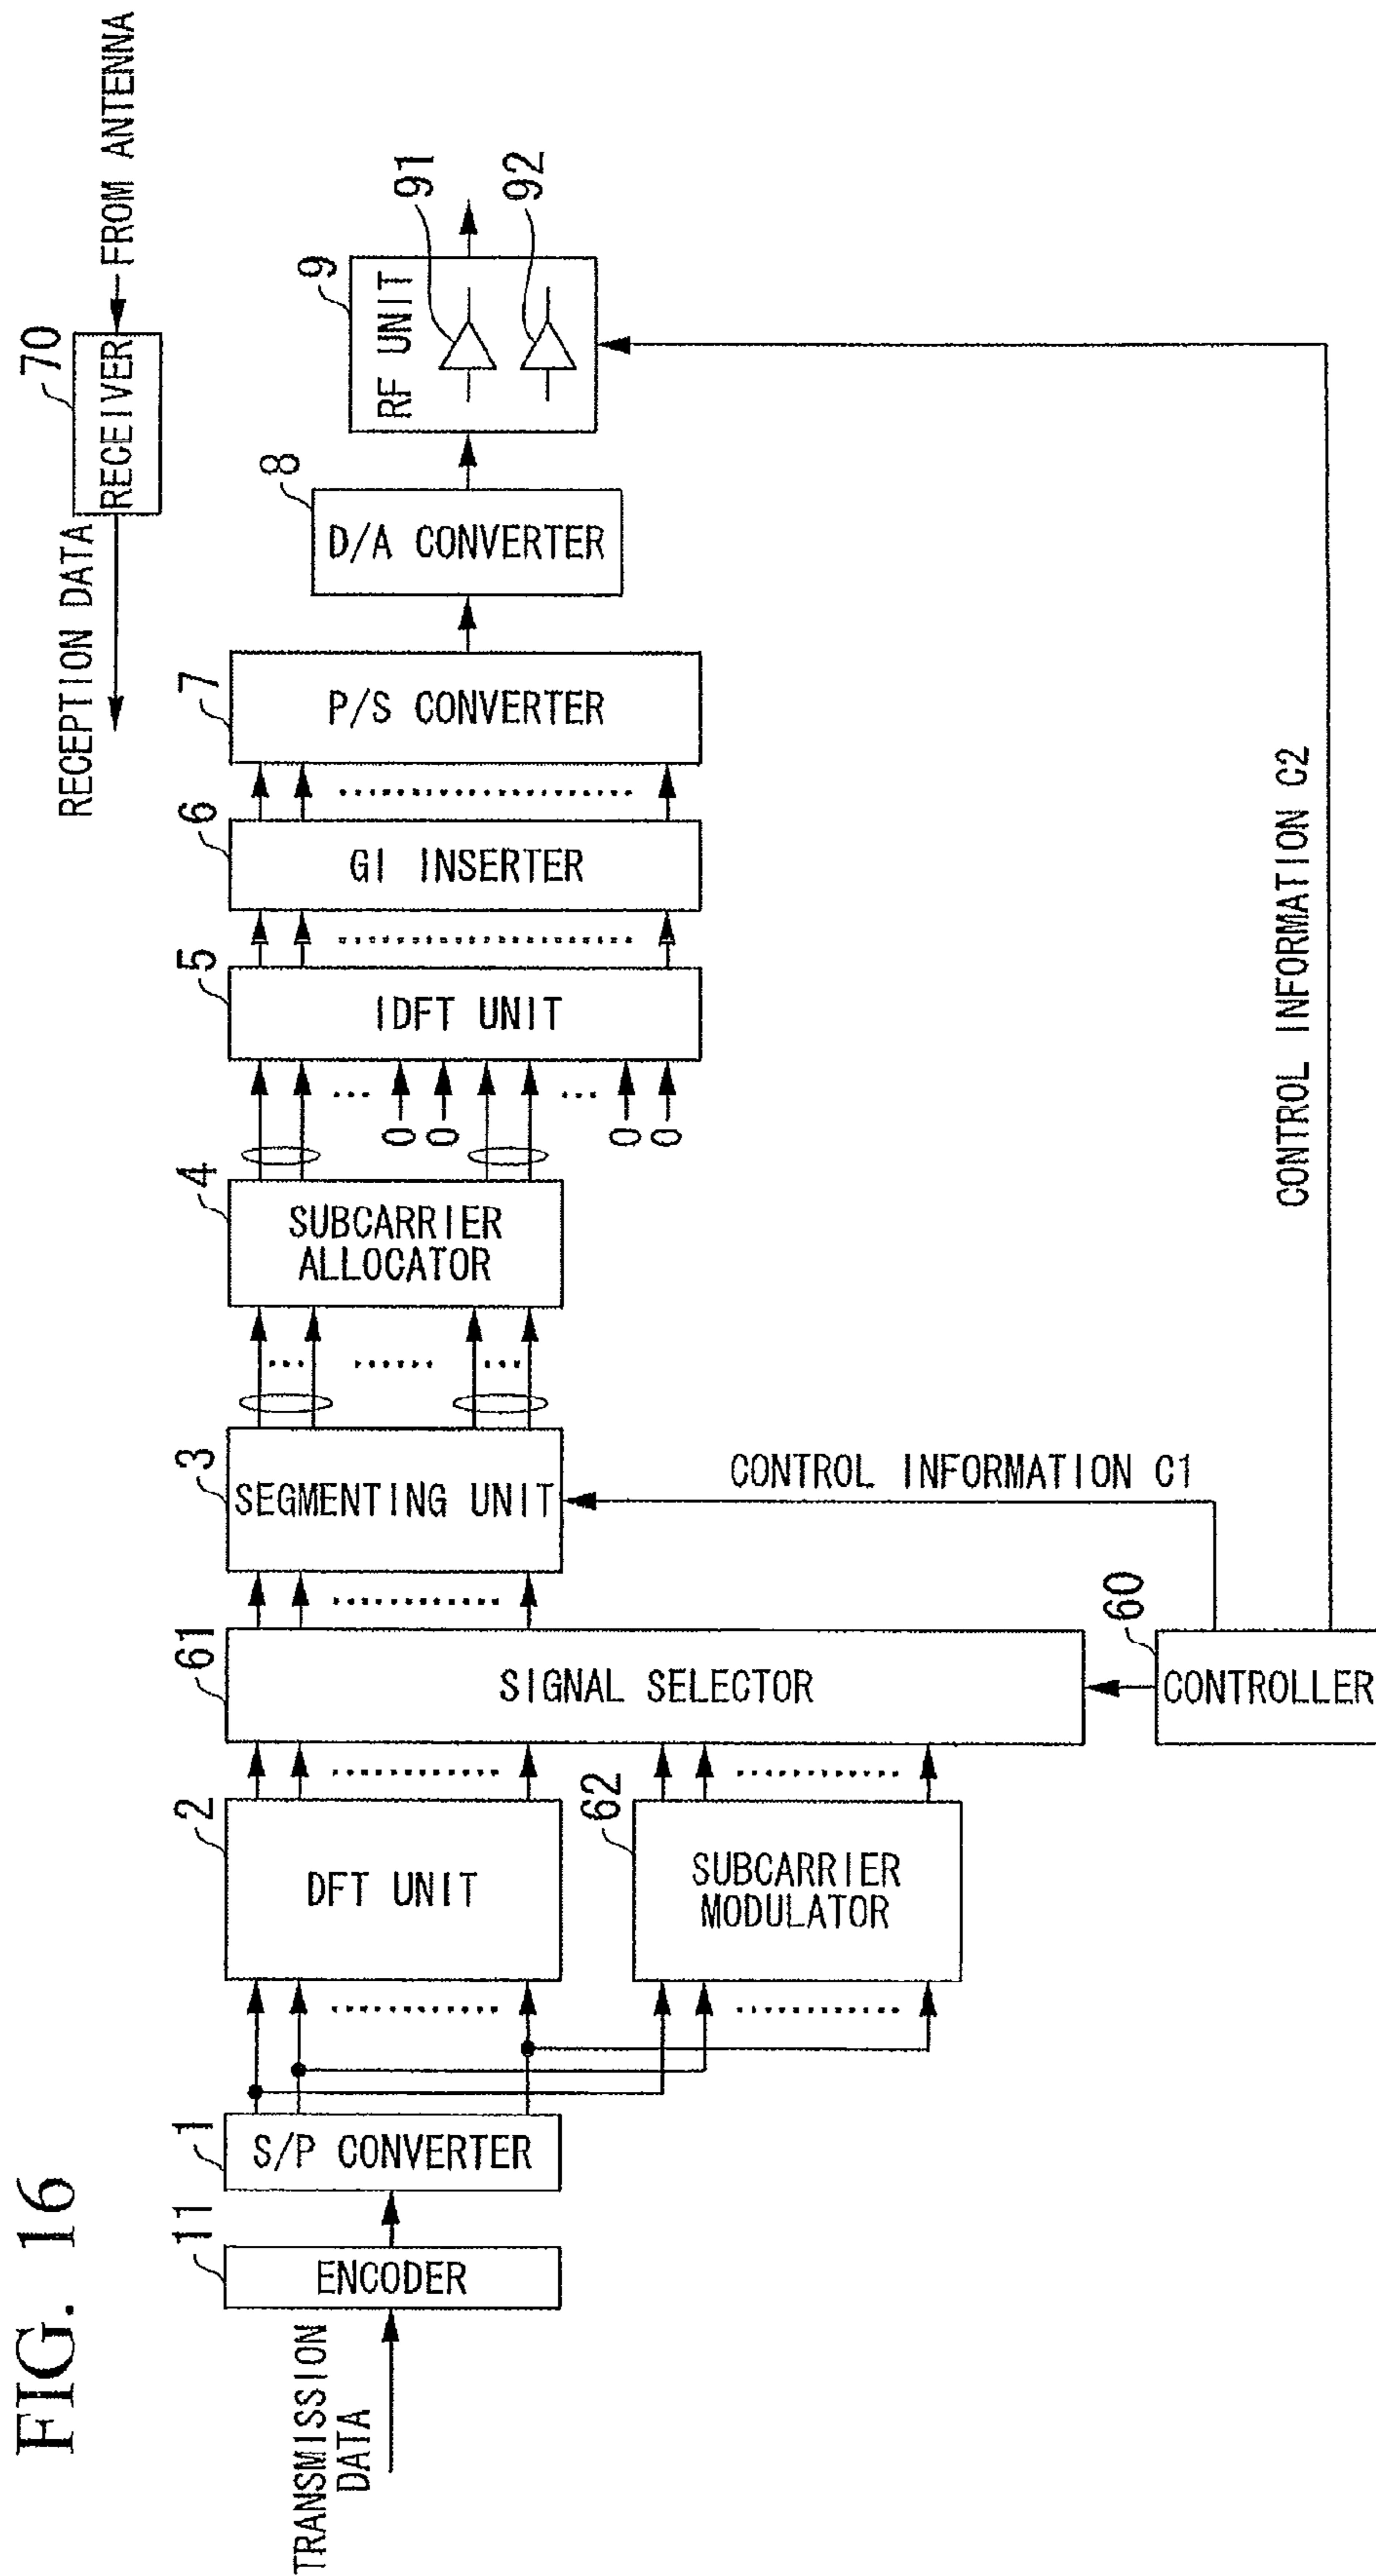 FIG. 16
TRANSMISSION
DATA
11
ENCODER
1
S/P CONVERTER
2
DFT UNIT
62
SUBCARRIER
MODULATOR
61
SIGNAL SELECTOR
60
CONTROLLER
3
SEGMENTING UNIT
CONTROL INFORMATION C1
CONTROL INFORMATION C2
4
SUBCARRIER
ALLOCATOR
0
0
0
0
5
IDFT UNIT
6
GI INSERTER
7
P/S CONVERTER
8
D/A CONVERTER
9
RF UNIT
91
92
RECEPTION DATA
70
RECEIVER
FROM ANTENNA